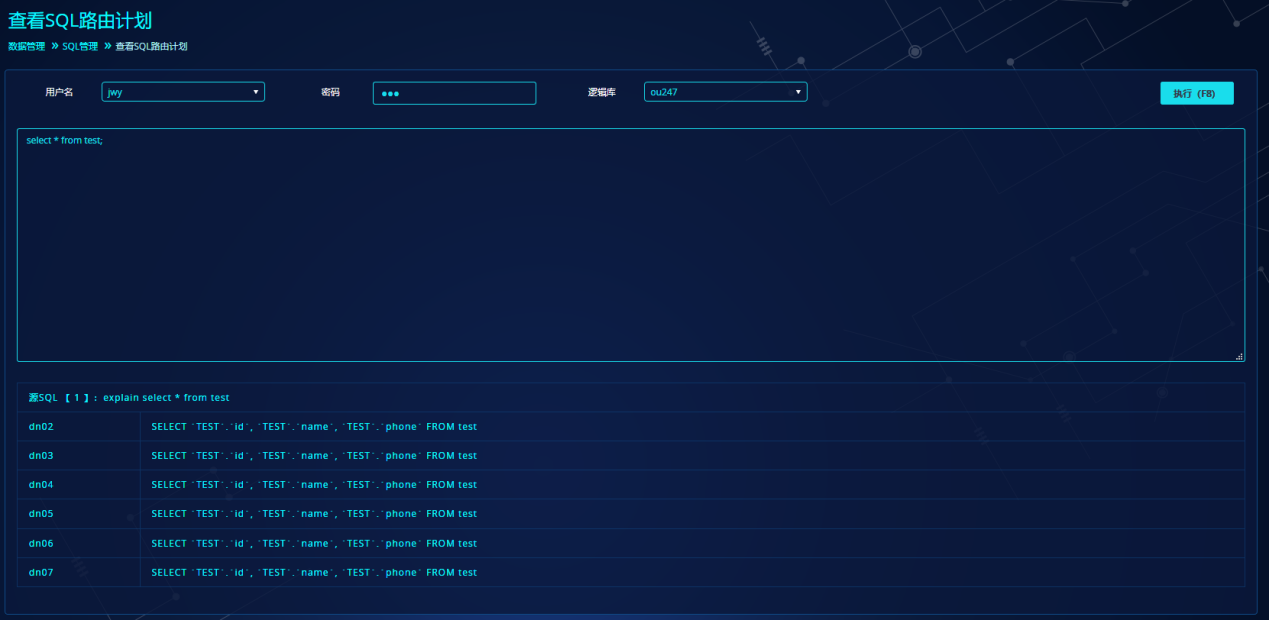 查看SQL路由计划
数据管理 » SQL管理 » 查看SQL路由计划
用户名 jwy 密码 ●●● 逻辑库 ou247 执行（F8）
select * from test;
源SQL 【 1 】: explain select * from test
dn02 SELECT `TEST`.`id`, `TEST`.`name`, `TEST`.`phone` FROM test
dn03 SELECT `TEST`.`id`, `TEST`.`name`, `TEST`.`phone` FROM test
dn04 SELECT `TEST`.`id`, `TEST`.`name`, `TEST`.`phone` FROM test
dn05 SELECT `TEST`.`id`, `TEST`.`name`, `TEST`.`phone` FROM test
dn06 SELECT `TEST`.`id`, `TEST`.`name`, `TEST`.`phone` FROM test
dn07 SELECT `TEST`.`id`, `TEST`.`name`, `TEST`.`phone` FROM test